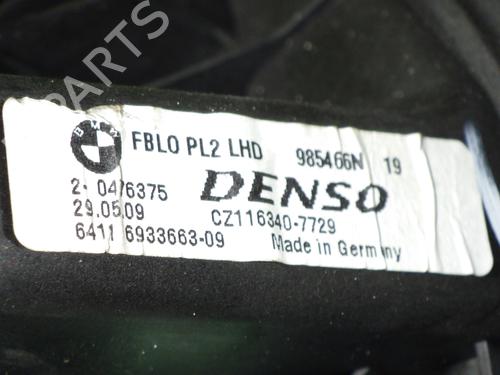 PARTS
BMW
FBLO PL2 LHD 985466N 19
2- 0476375 DENSO
29.05.09 CZ116340-7729
6411 6933663-09 Made in Germany